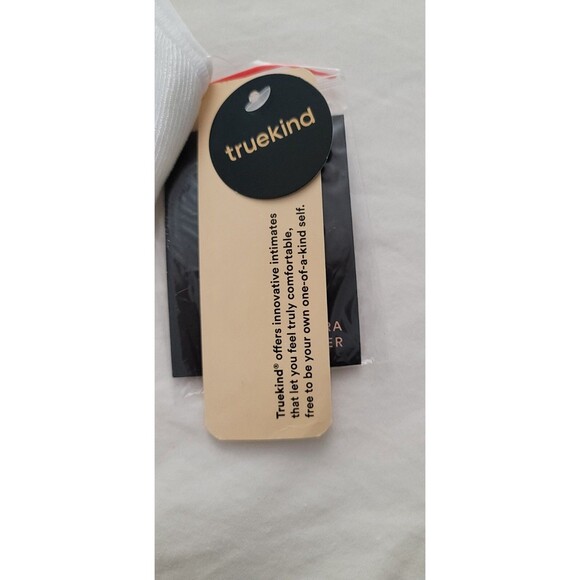 truekind
Truekind® offers innovative intimates
that let you feel truly comfortable,
free to be your own one-of-a-kind self.